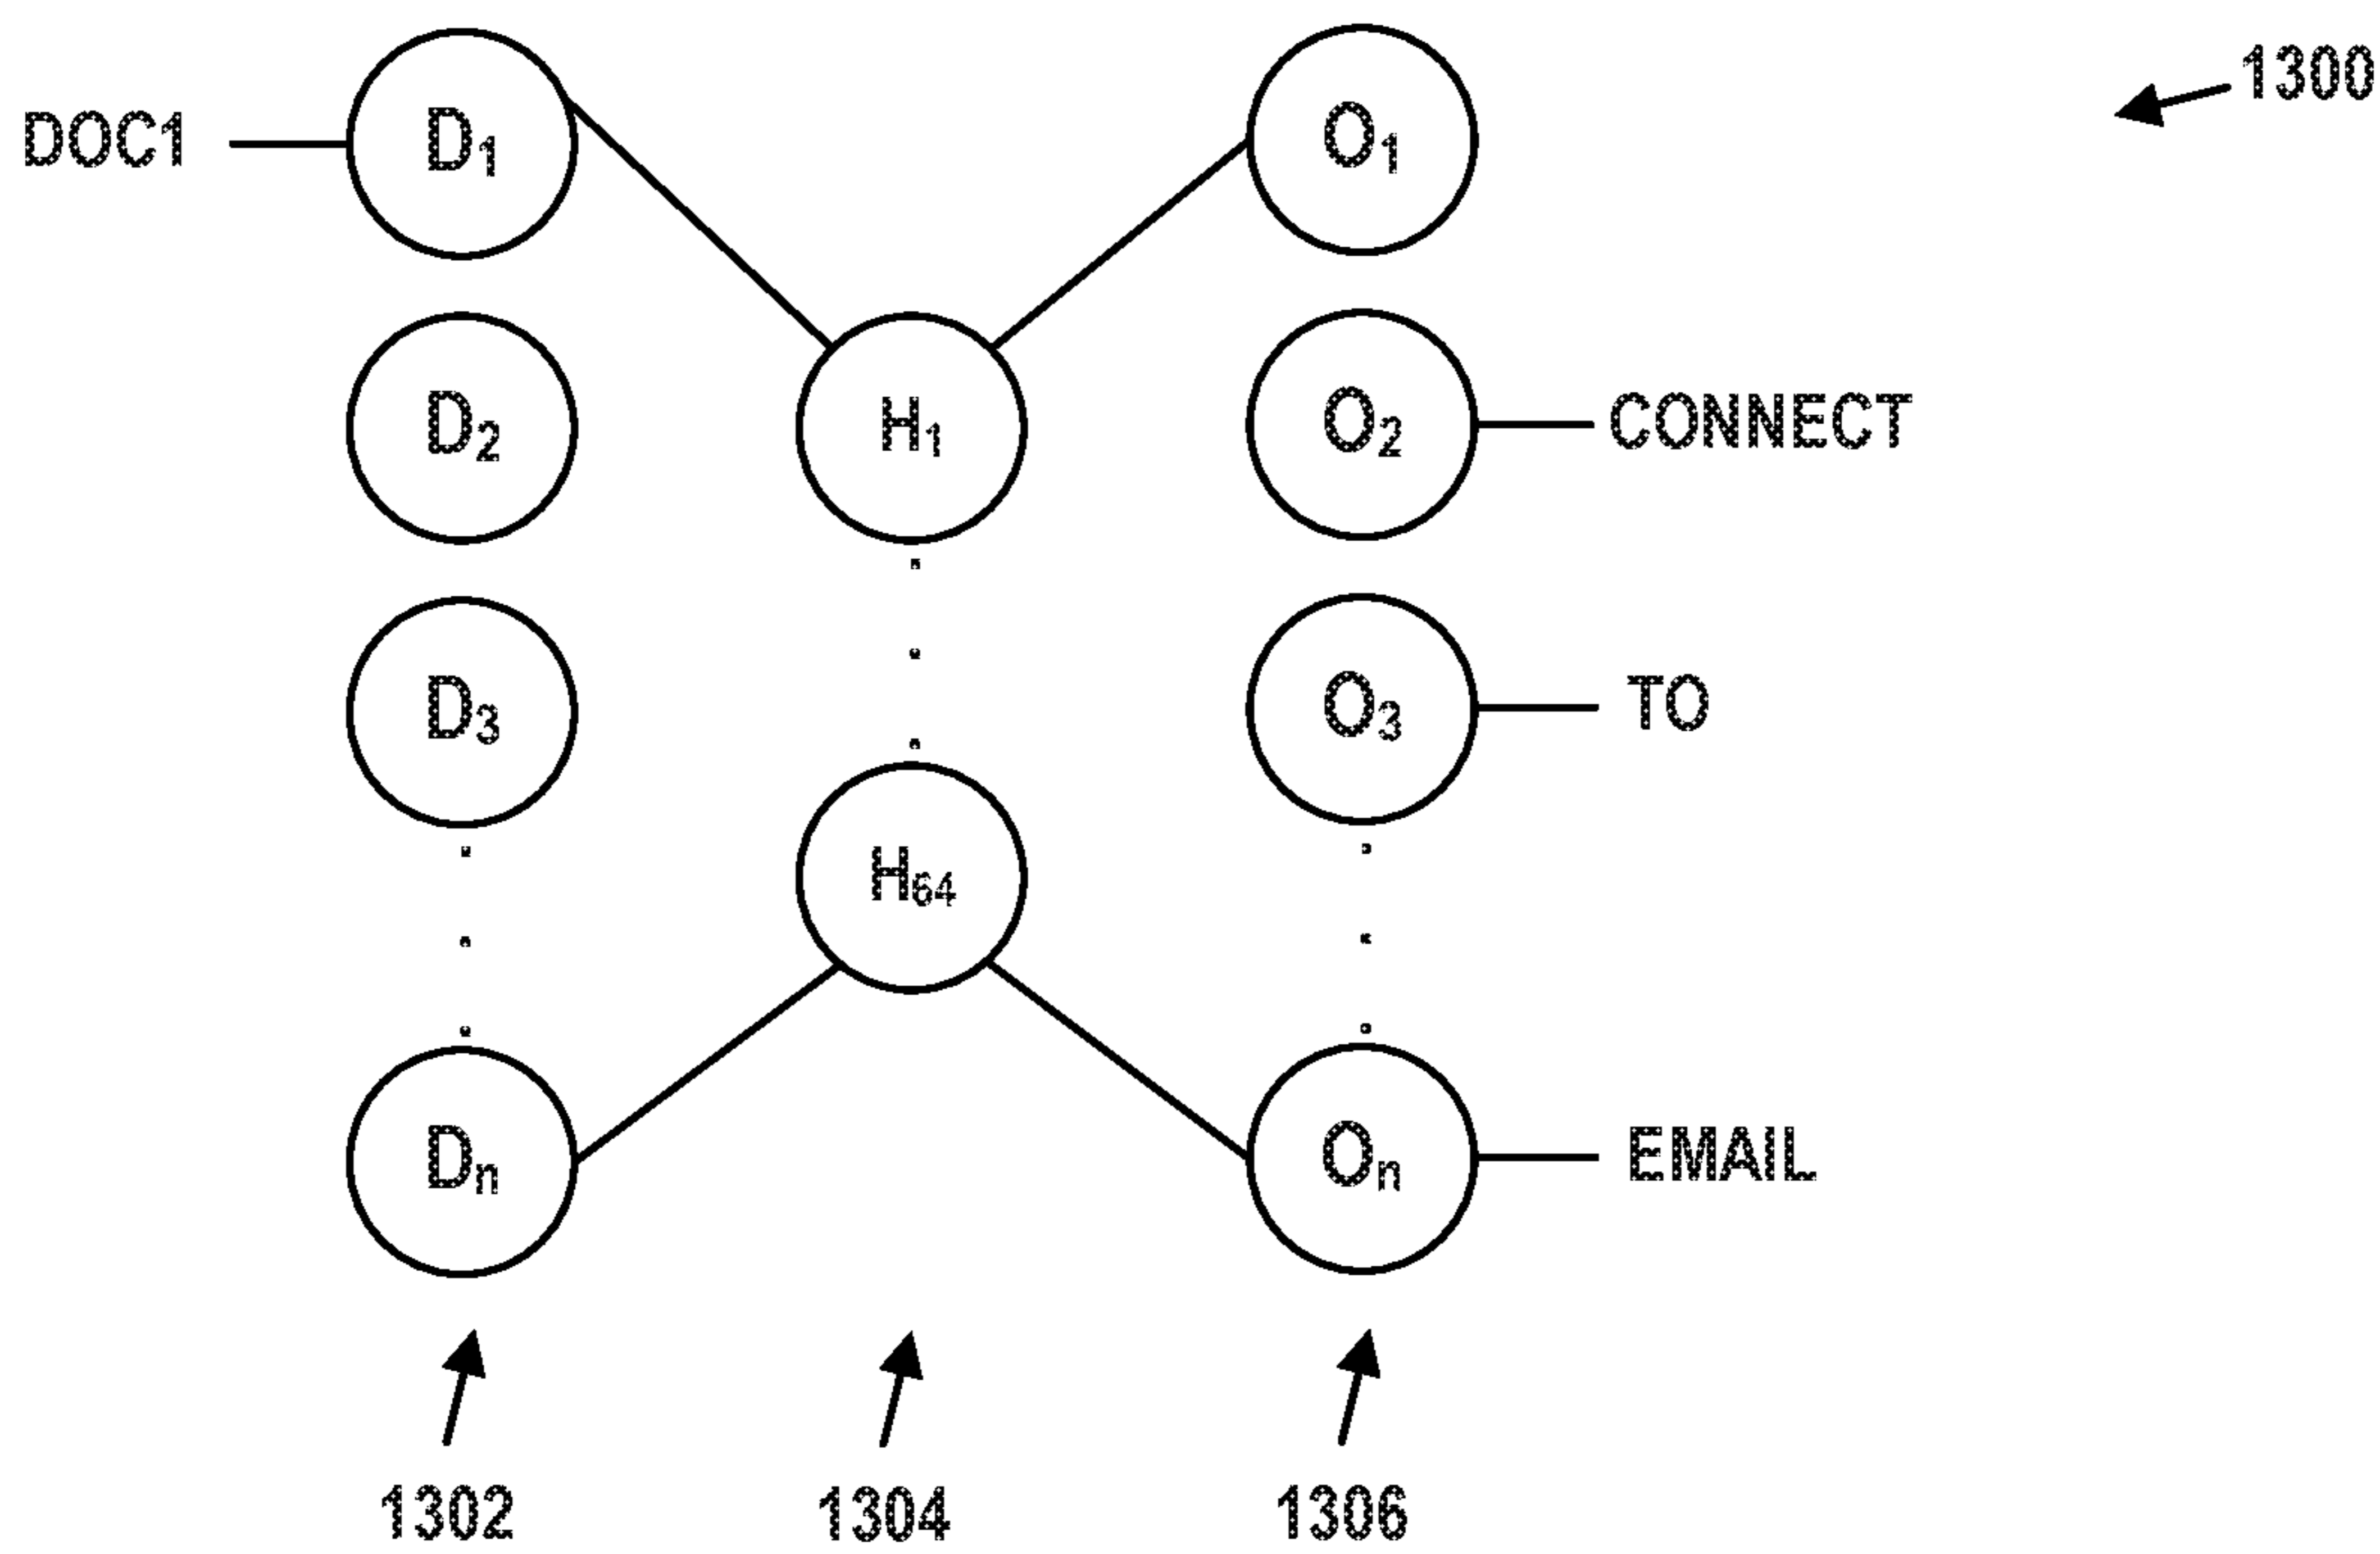 1300
DOC1 D1 O1
D2 H1 O2 CONNECT
D3 O3 TO
H64
Dn On EMAIL
1302 1304 1306